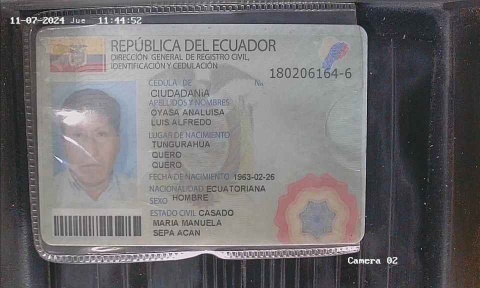 11-07-2024 Jue 11:44:52
REPÚBLICA DEL ECUADOR
DIRECCIÓN GENERAL DE REGISTRO CIVIL,
IDENTIFICACIÓN Y CEDULACIÓN
CÉDULA DE No. 180206164-6
CIUDADANÍA
APELLIDOS Y NOMBRES
OYASA ANALUISA
LUIS ALFREDO
LUGAR DE NACIMIENTO
TUNGURAHUA
QUERO
QUERO
FECHA DE NACIMIENTO 1963-02-26
NACIONALIDAD ECUATORIANA
SEXO HOMBRE
ESTADO CIVIL CASADO
MARIA MANUELA
SEPA ACAN
Camera 02